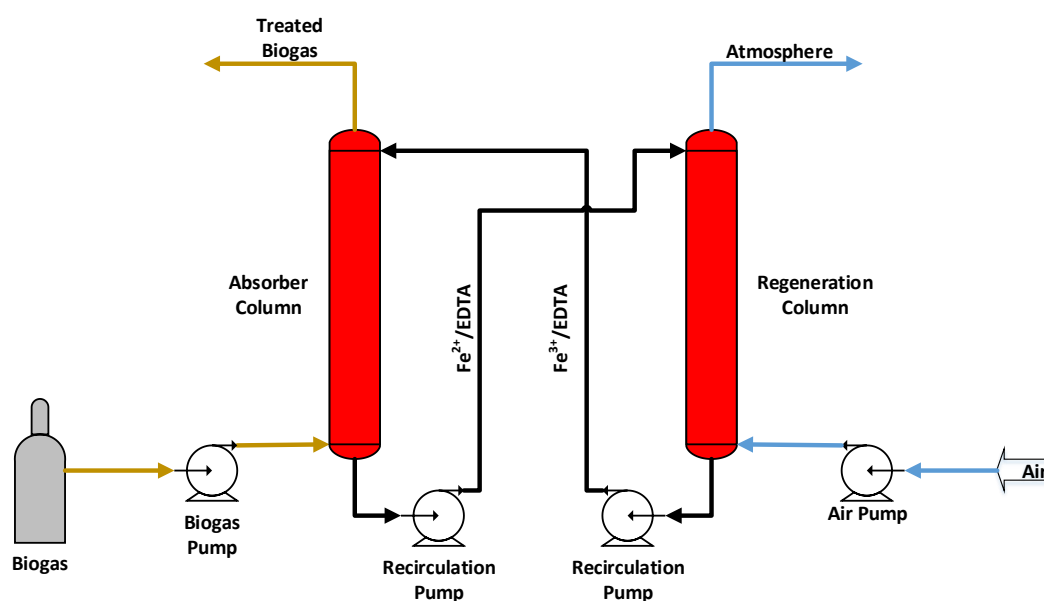 Treated
Biogas
Atmosphere
Absorber
Column
Regeneration
Column
Fe²⁺/EDTA
Fe³⁺/EDTA
Air
Biogas
Pump
Air Pump
Biogas
Recirculation
Pump
Recirculation
Pump